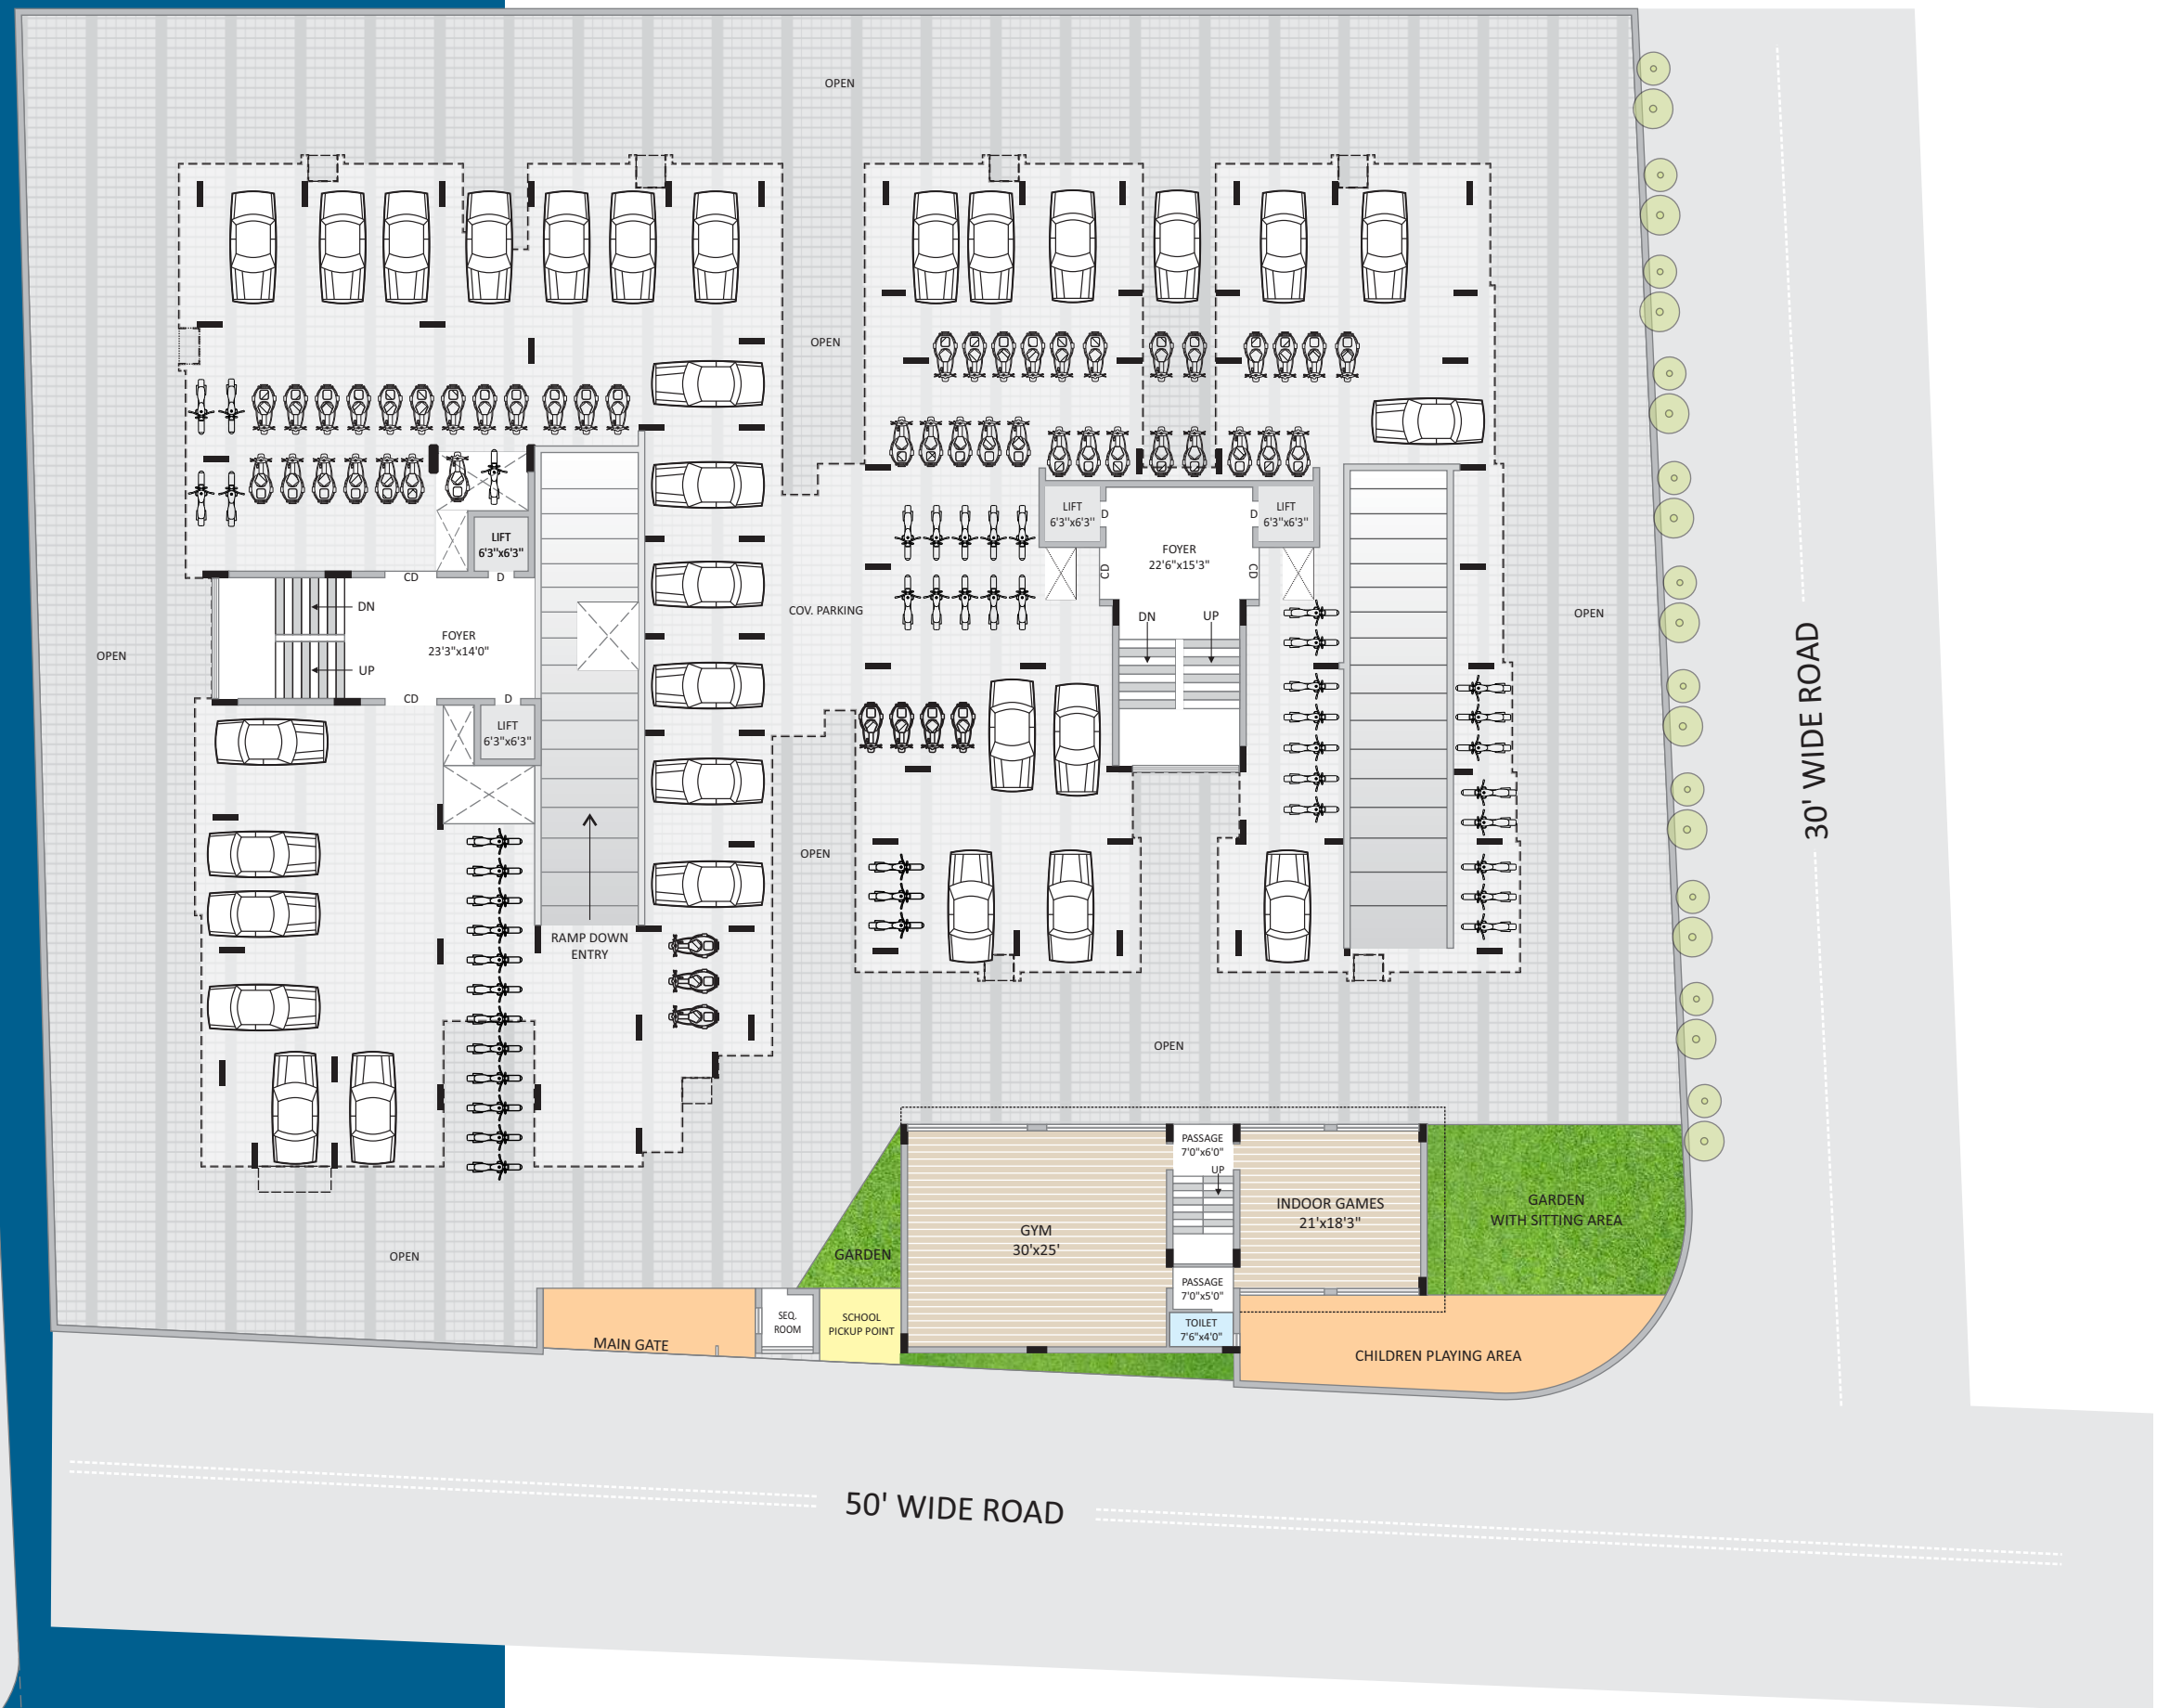 OPEN
OPEN
LIFT
6'3"x6'3"
CD
D
DN
FOYER
23'3"x14'0"
UP
CD
D
LIFT
6'3"x6'3"
OPEN
COV. PARKING
LIFT
6'3"x6'3"
D
D
LIFT
6'3"x6'3"
FOYER
22'6"x15'3"
CD
CD
DN
UP
OPEN
OPEN
RAMP DOWN
ENTRY
OPEN
OPEN
30' WIDE ROAD
PASSAGE
7'0"x6'0"
UP
GYM
30'x25'
INDOOR GAMES
21'x18'3"
GARDEN
WITH SITTING AREA
OPEN
GARDEN
PASSAGE
7'0"x5'0"
MAIN GATE
SEQ.
ROOM
SCHOOL
PICKUP POINT
TOILET
7'6"x4'0"
CHILDREN PLAYING AREA
50' WIDE ROAD